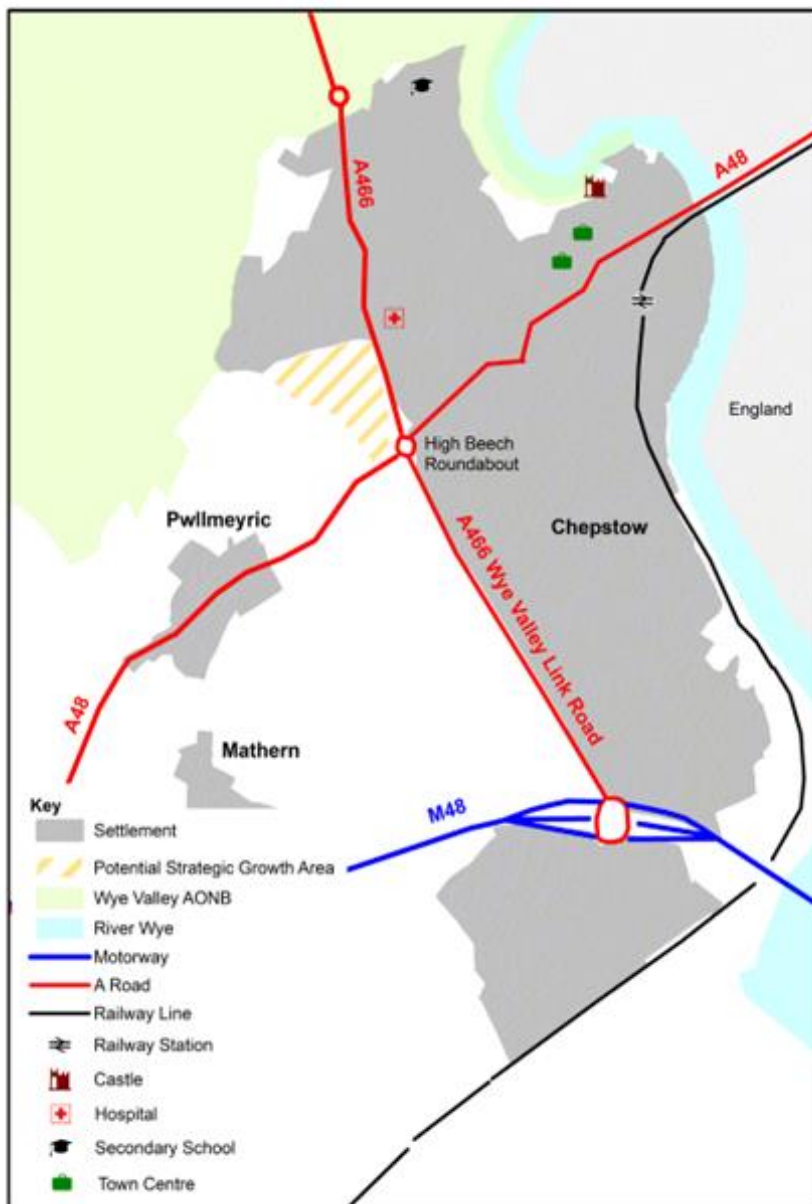 A466
A48
England
High Beech
Roundabout
Pwllmeyric
Chepstow
A466 Wye Valley Link Road
A48
Mathern
M48
Key
Settlement
Potential Strategic Growth Area
Wye Valley AONB
River Wye
Motorway
A Road
Railway Line
Railway Station
Castle
Hospital
Secondary School
Town Centre